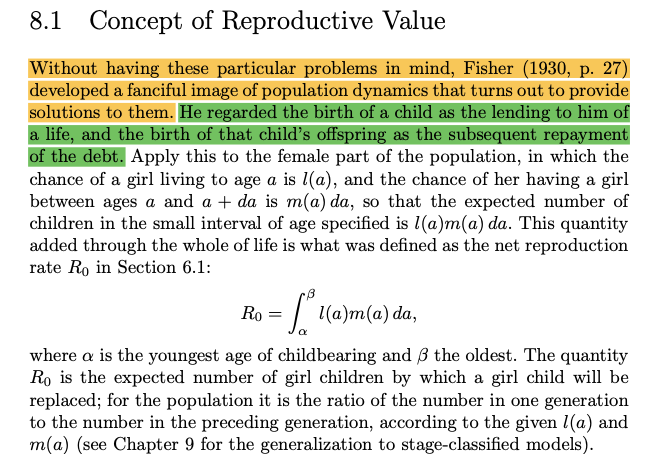 8.1 Concept of Reproductive Value
Without having these particular problems in mind, Fisher (1930, p. 27)
developed a fanciful image of population dynamics that turns out to provide
solutions to them. He regarded the birth of a child as the lending to him of
a life, and the birth of that child's offspring as the subsequent repayment
of the debt. Apply this to the female part of the population, in which the
chance of a girl living to age a is l(a), and the chance of her having a girl
between ages a and a + da is m(a) da, so that the expected number of
children in the small interval of age specified is l(a)m(a) da. This quantity
added through the whole of life is what was defined as the net reproduction
rate R₀ in Section 6.1:
R₀ = ∫_α^β l(a)m(a) da,
where α is the youngest age of childbearing and β the oldest. The quantity
R₀ is the expected number of girl children by which a girl child will be
replaced; for the population it is the ratio of the number in one generation
to the number in the preceding generation, according to the given l(a) and
m(a) (see Chapter 9 for the generalization to stage-classified models).